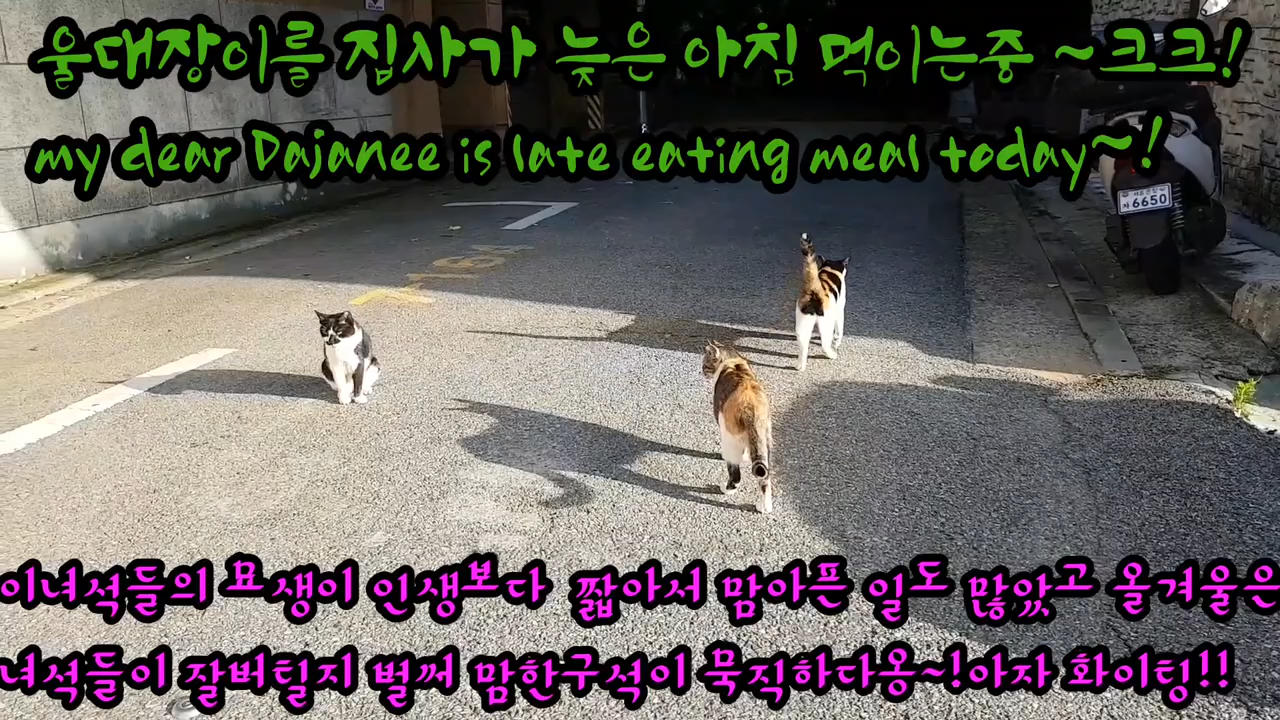 울대장이를 집사가 늦은 아침 먹이는중 ~크크!
my dear Dajanee is late eating meal today~!
6650
이녀석들의 묘생이 인생보다 짧아서 맘아픈 일도 많았고 올겨울은
녀석들이 잘버틸지 벌써 맘한구석이 묵직하다옹~!아자 화이팅!!